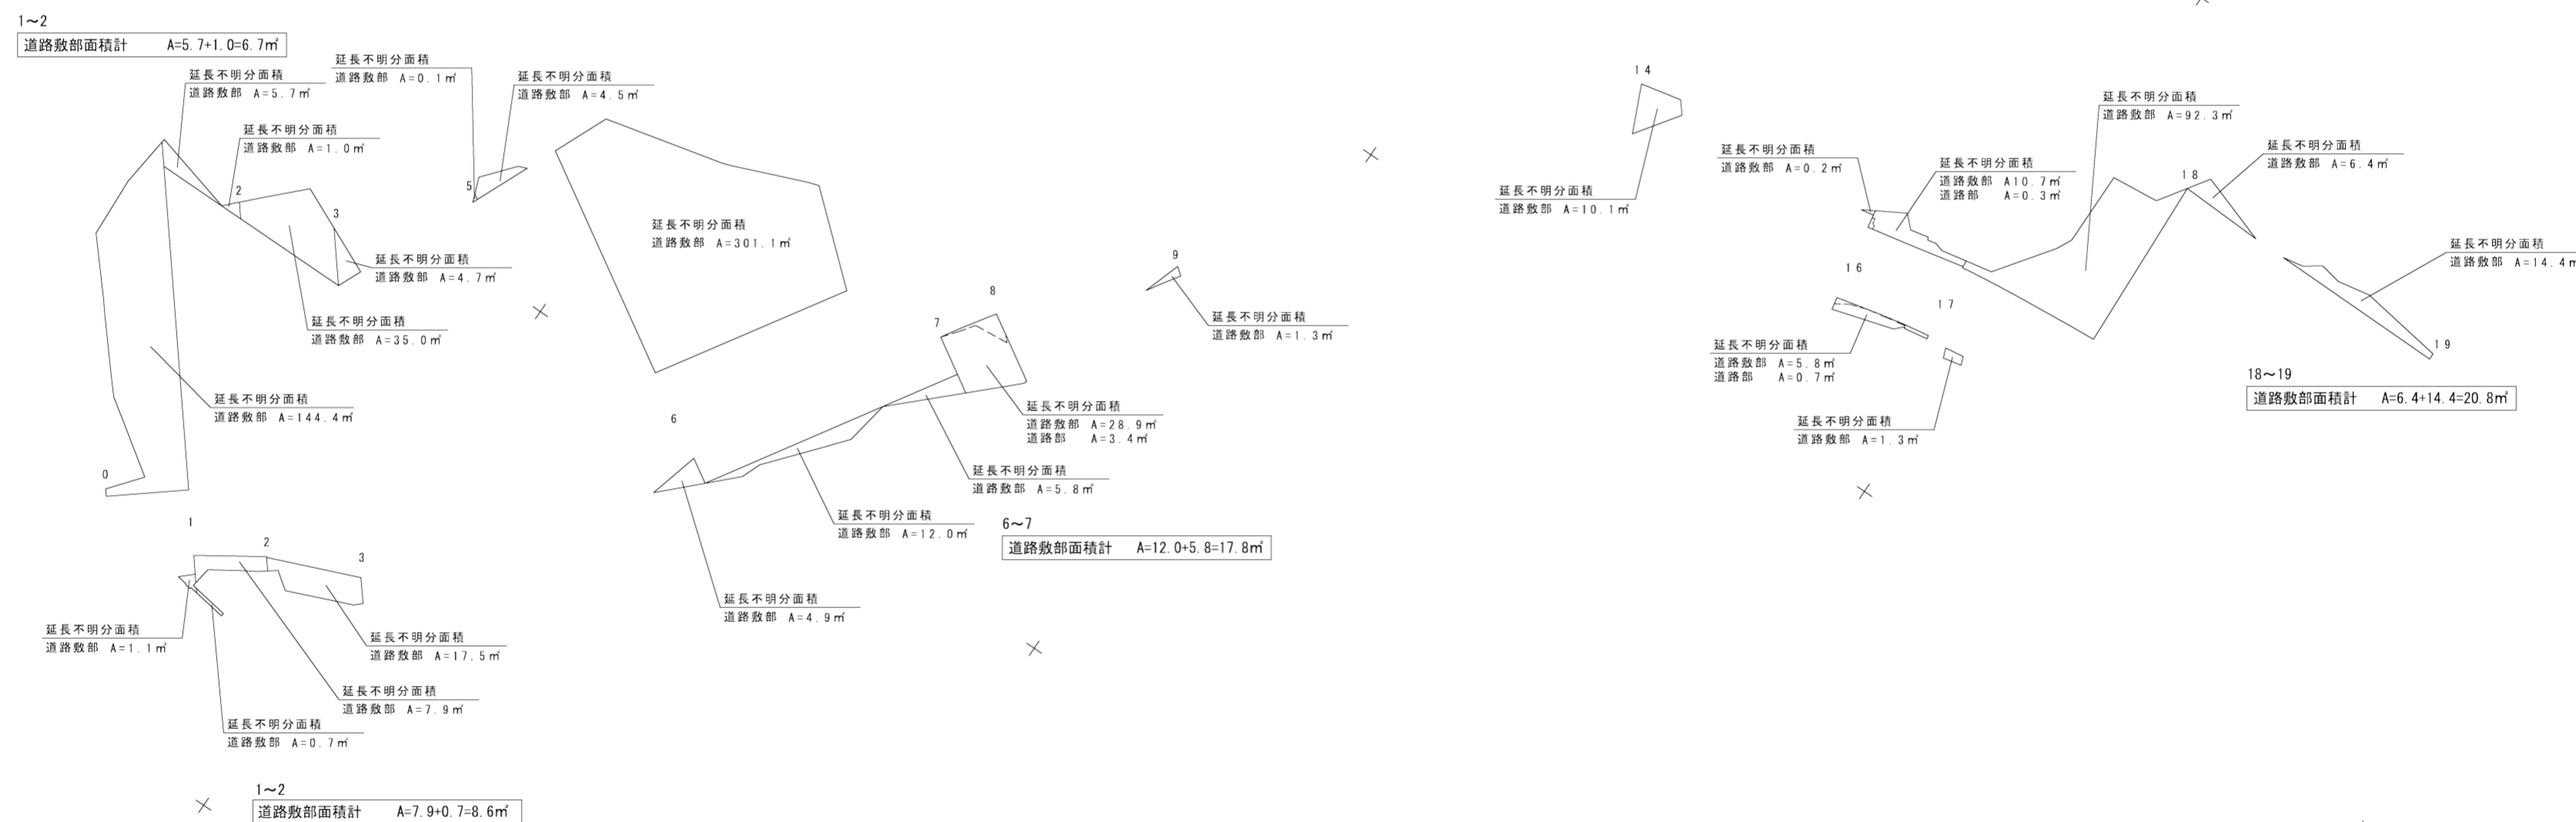 1～2
道路敷部面積計 A=5.7+1.0=6.7㎡
延長不明分面積
道路敷部 A=5.7㎡
延長不明分面積
道路敷部 A=0.1㎡
延長不明分面積
道路敷部 A=4.5㎡
延長不明分面積
道路敷部 A=1.0㎡
2
3
5
延長不明分面積
道路敷部 A=4.7㎡
延長不明分面積
道路敷部 A=35.0㎡
延長不明分面積
道路敷部 A=144.4㎡
0
延長不明分面積
道路敷部 A=301.1㎡
1
2
3
延長不明分面積
道路敷部 A=1.1㎡
延長不明分面積
道路敷部 A=17.5㎡
延長不明分面積
道路敷部 A=7.9㎡
延長不明分面積
道路敷部 A=0.7㎡
1～2
道路敷部面積計 A=7.9+0.7=8.6㎡
6
7
8
9
延長不明分面積
道路敷部 A=1.3㎡
延長不明分面積
道路敷部 A=28.9㎡
道路部 A=3.4㎡
延長不明分面積
道路敷部 A=5.8㎡
延長不明分面積
道路敷部 A=12.0㎡
6～7
道路敷部面積計 A=12.0+5.8=17.8㎡
延長不明分面積
道路敷部 A=4.9㎡
14
延長不明分面積
道路敷部 A=10.1㎡
延長不明分面積
道路敷部 A=0.2㎡
延長不明分面積
道路敷部 A10.7㎡
道路部 A=0.3㎡
延長不明分面積
道路敷部 A=92.3㎡
延長不明分面積
道路敷部 A=6.4㎡
18
16
17
延長不明分面積
道路敷部 A=5.8㎡
道路部 A=0.7㎡
延長不明分面積
道路敷部 A=1.3㎡
延長不明分面積
道路敷部 A=14.4m
19
18～19
道路敷部面積計 A=6.4+14.4=20.8㎡